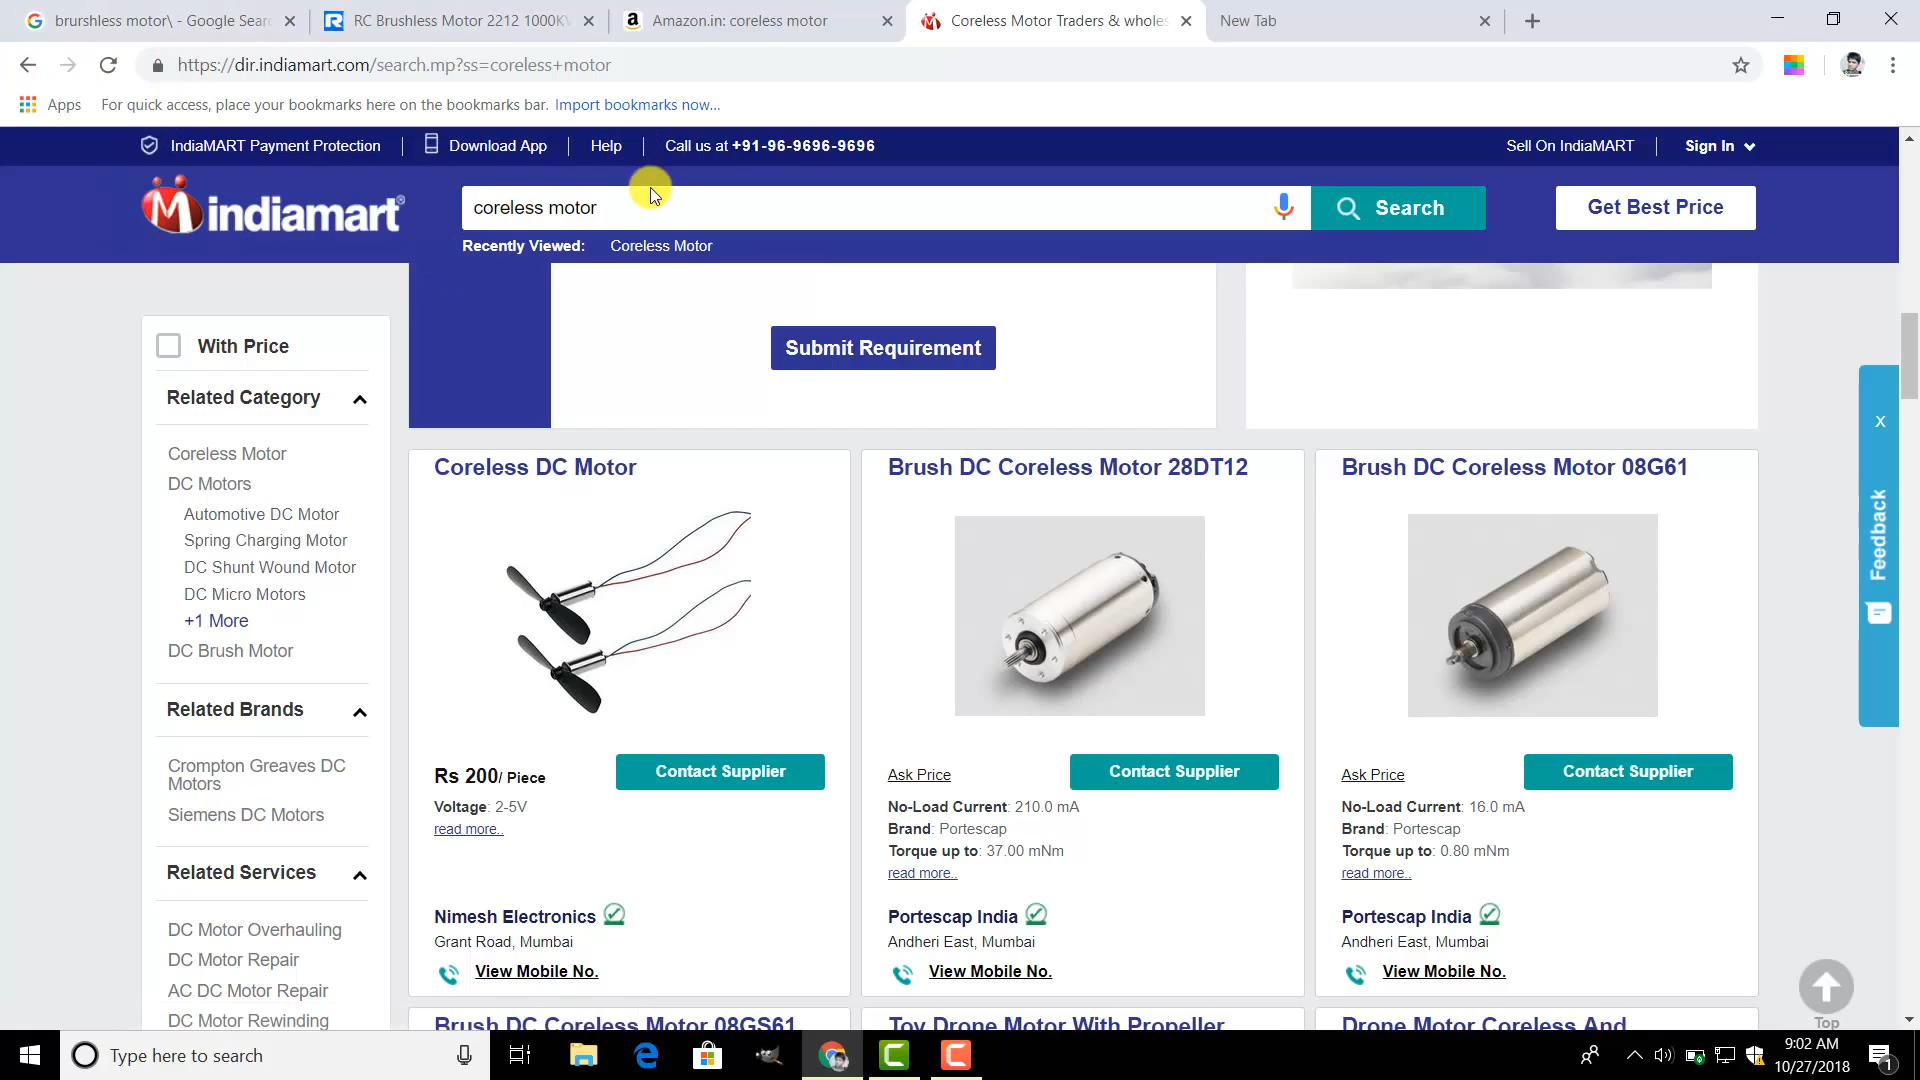 brurshless motor\ - Google Sear
RC Brushless Motor 2212 1000KV
Amazon.in: coreless motor
Coreless Motor Traders & wholes
New Tab
https://dir.indiamart.com/search.mp?ss=coreless+motor
Apps
For quick access, place your bookmarks here on the bookmarks bar. Import bookmarks now...
IndiaMART Payment Protection
Download App
Help
Call us at +91-96-9696-9696
Sell On IndiaMART
Sign In
indiamart
coreless motor
Search
Get Best Price
Recently Viewed: Coreless Motor
Submit Requirement
With Price
Related Category
Coreless Motor
DC Motors
Automotive DC Motor
Spring Charging Motor
DC Shunt Wound Motor
DC Micro Motors
+1 More
DC Brush Motor
Related Brands
Crompton Greaves DC
Motors
Siemens DC Motors
Related Services
DC Motor Overhauling
DC Motor Repair
AC DC Motor Repair
DC Motor Rewinding
Coreless DC Motor
Rs 200/ Piece
Contact Supplier
Voltage: 2-5V
read more..
Nimesh Electronics
Grant Road, Mumbai
View Mobile No.
Brush DC Coreless Motor 28DT12
Ask Price
Contact Supplier
No-Load Current: 210.0 mA
Brand: Portescap
Torque up to: 37.00 mNm
read more..
Portescap India
Andheri East, Mumbai
View Mobile No.
Brush DC Coreless Motor 08G61
Ask Price
Contact Supplier
No-Load Current: 16.0 mA
Brand: Portescap
Torque up to: 0.80 mNm
read more..
Portescap India
Andheri East, Mumbai
View Mobile No.
Brush DC Coreless Motor 08GS61
Toy Drone Motor With Propeller
Drone Motor Coreless And
x
Feedback
Top
Type here to search
9:02 AM
10/27/2018
1